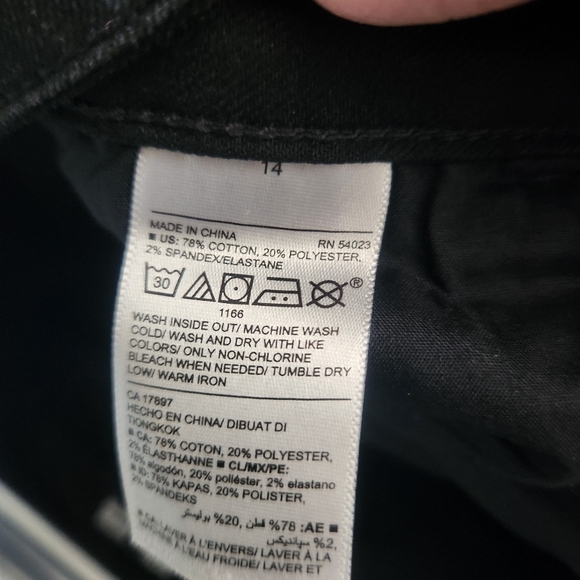 14
MADE IN CHINA RN 54023
■ US: 78% COTTON, 20% POLYESTER,
2% SPANDEX/ELASTANE
30 ®
1166
WASH INSIDE OUT/ MACHINE WASH
COLD/ WASH AND DRY WITH LIKE
COLORS/ ONLY NON-CHLORINE
BLEACH WHEN NEEDED/ TUMBLE DRY
LOW/ WARM IRON
CA 17897
HECHO EN CHINA/ DIBUAT DI
TIONGKOK
■ CA: 78% COTON, 20% POLYESTER,
2% ÉLASTHANNE ■ CL/MX/PE:
78% algodón, 20% poliéster, 2% elastano
■ ID: 78% KAPAS, 20% POLISTER,
2% SPANDEKS
■ AE: 78% قطن, 20% بوليستر,
2% سبانديكس
■ CA: LAVER À L'ENVERS/ LAVER À LA
MACHINE À L'EAU FROIDE/ LAVER ET